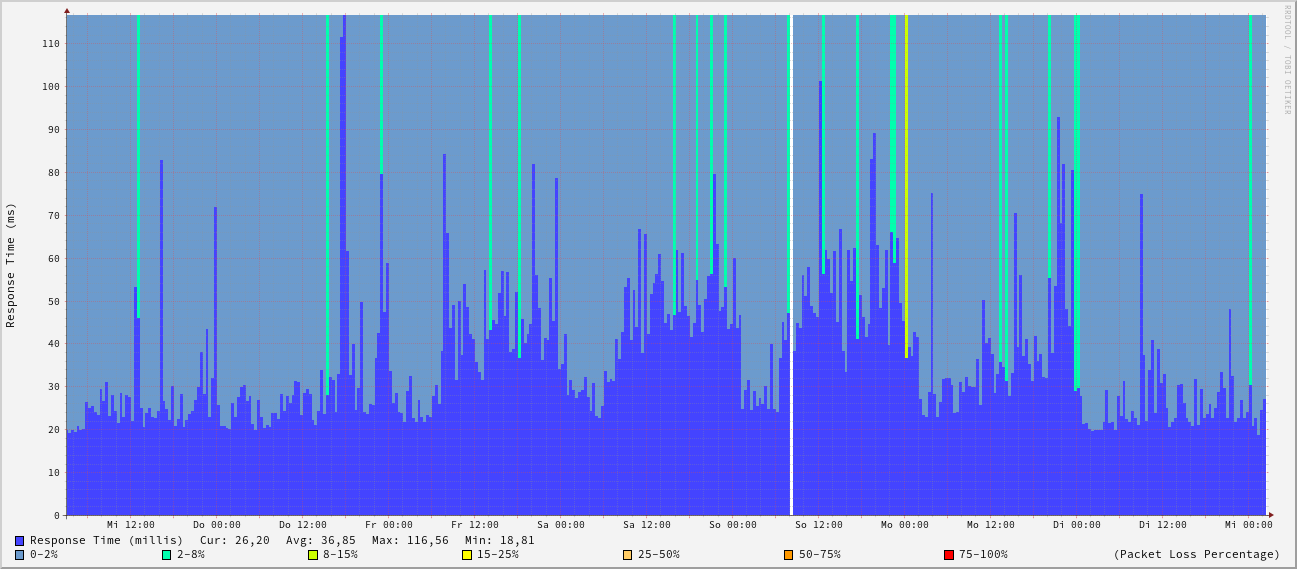 RRDTOOL / TOBI OETIKER
Response Time (ms)
110
100
90
80
70
60
50
40
30
20
10
0
Mi 12:00 Do 00:00 Do 12:00 Fr 00:00 Fr 12:00 Sa 00:00 Sa 12:00 So 00:00 So 12:00 Mo 00:00 Mo 12:00 Di 00:00 Di 12:00 Mi 00:00
Response Time (millis) Cur: 26,20 Avg: 36,85 Max: 116,56 Min: 18,81
0-2% 2-8% 8-15% 15-25% 25-50% 50-75% 75-100% (Packet Loss Percentage)